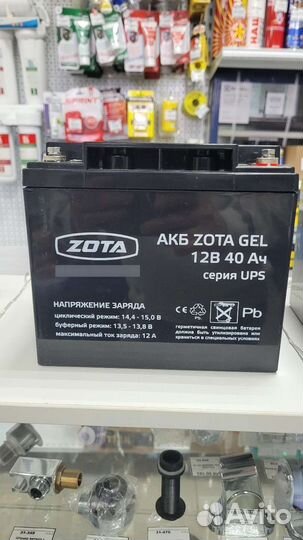 ZOTA
АКБ ZOTA GEL
12В 40 Ач
серия UPS
НАПРЯЖЕНИЕ ЗАРЯДА
циклический режим: 14,4 - 15,0 В
буферный режим: 13,5 - 13,8 В
максимальный ток заряда: 12 А
Pb
Pb
герметичная свинцовая батарея
должна быть утилизирована или
храниться в специальных условиях
Avito